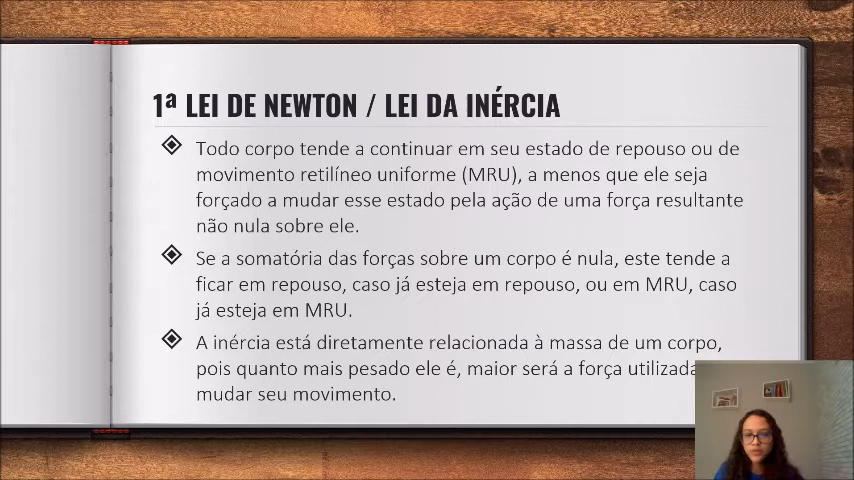 1ª LEI DE NEWTON / LEI DA INÉRCIA
Todo corpo tende a continuar em seu estado de repouso ou de
movimento retilíneo uniforme (MRU), a menos que ele seja
forçado a mudar esse estado pela ação de uma força resultante
não nula sobre ele.
Se a somatória das forças sobre um corpo é nula, este tende a
ficar em repouso, caso já esteja em repouso, ou em MRU, caso
já esteja em MRU.
A inércia está diretamente relacionada à massa de um corpo,
pois quanto mais pesado ele é, maior será a força utilizada
mudar seu movimento.